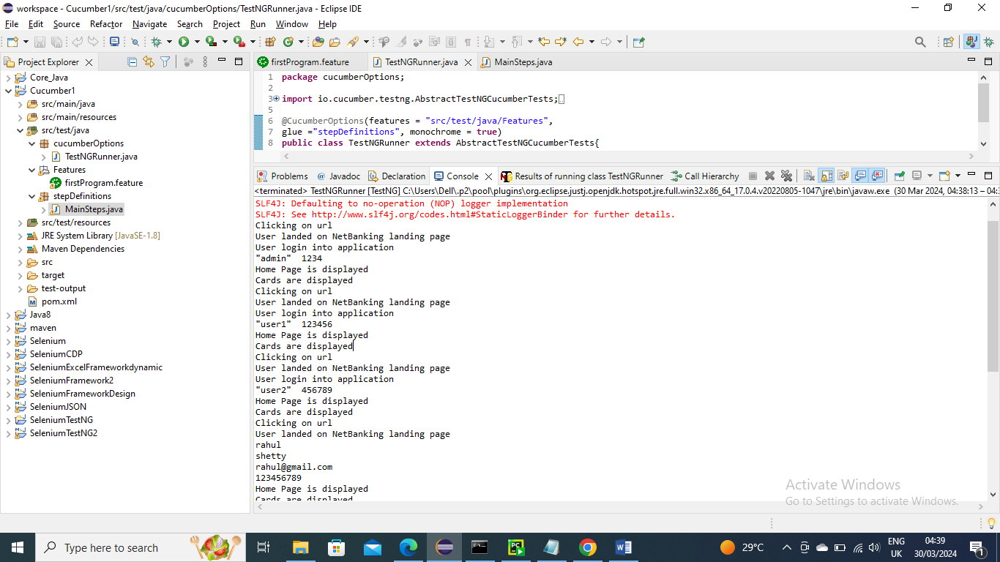 workspace - Cucumber1/src/test/java/cucumberOptions/TestNGRunner.java - Eclipse IDE
File Edit Source Refactor Navigate Search Project Run Window Help
Project Explorer
Core_Java
Cucumber1
src/main/java
src/main/resources
src/test/java
cucumberOptions
TestNGRunner.java
Features
firstProgram.feature
stepDefinitions
MainSteps.java
src/test/resources
JRE System Library [JavaSE-1.8]
Maven Dependencies
src
target
test-output
pom.xml
Java8
maven
Selenium
SeleniumCDP
SeleniumExcelFrameworkdynamic
SeleniumFramework2
SeleniumFrameworkDesign
SeleniumJSON
SeleniumTestNG
SeleniumTestNG2
firstProgram.feature TestNGRunner.java MainSteps.java
1 package cucumberOptions;
2
3 import io.cucumber.testng.AbstractTestNGCucumberTests;
5
6 @CucumberOptions(features = "src/test/java/Features",
7 glue ="stepDefinitions", monochrome = true)
8 public class TestNGRunner extends AbstractTestNGCucumberTests{
Problems Javadoc Declaration Console Results of running class TestNGRunner Call Hierarchy
<terminated> TestNGRunner [TestNG] C:\Users\Dell\.p2\pool\plugins\org.eclipse.justj.openjdk.hotspot.jre.full.win32.x86_64_17.0.4.v20220805-1047\jre\bin\javaw.exe (30 Mar 2024, 04:38:13 – 04:
SLF4J: Defaulting to no-operation (NOP) logger implementation
SLF4J: See http://www.slf4j.org/codes.html#StaticLoggerBinder for further details.
Clicking on url
User landed on NetBanking landing page
User login into application
"admin" 1234
Home Page is displayed
Cards are displayed
Clicking on url
User landed on NetBanking landing page
User login into application
"user1" 123456
Home Page is displayed
Cards are displayed
Clicking on url
User landed on NetBanking landing page
User login into application
"user2" 456789
Home Page is displayed
Cards are displayed
Clicking on url
User landed on NetBanking landing page
rahul
shetty
rahul@gmail.com
123456789
Home Page is displayed
Cards are displayed
Activate Windows
Go to Settings to activate Windows.
Type here to search
29°C
ENG
UK
04:39
30/03/2024
1